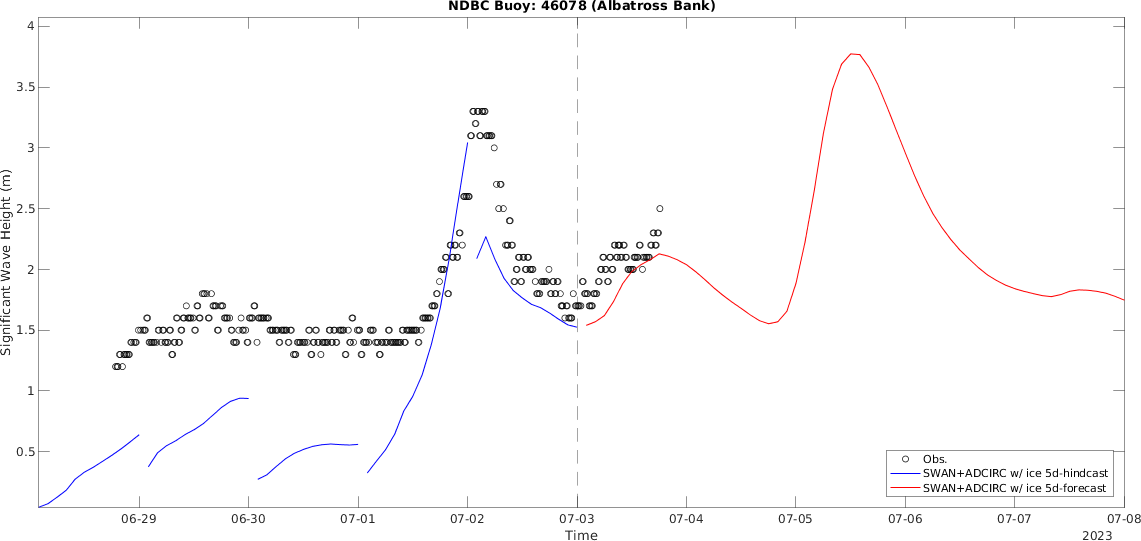 NDBC Buoy: 46078 (Albatross Bank)
4
3.5
3
2.5
2
1.5
1
0.5
Significant Wave Height (m)
Obs.
SWAN+ADCIRC w/ ice 5d-hindcast
SWAN+ADCIRC w/ ice 5d-forecast
06-29 06-30 07-01 07-02 07-03 07-04 07-05 07-06 07-07 07-08
Time
2023